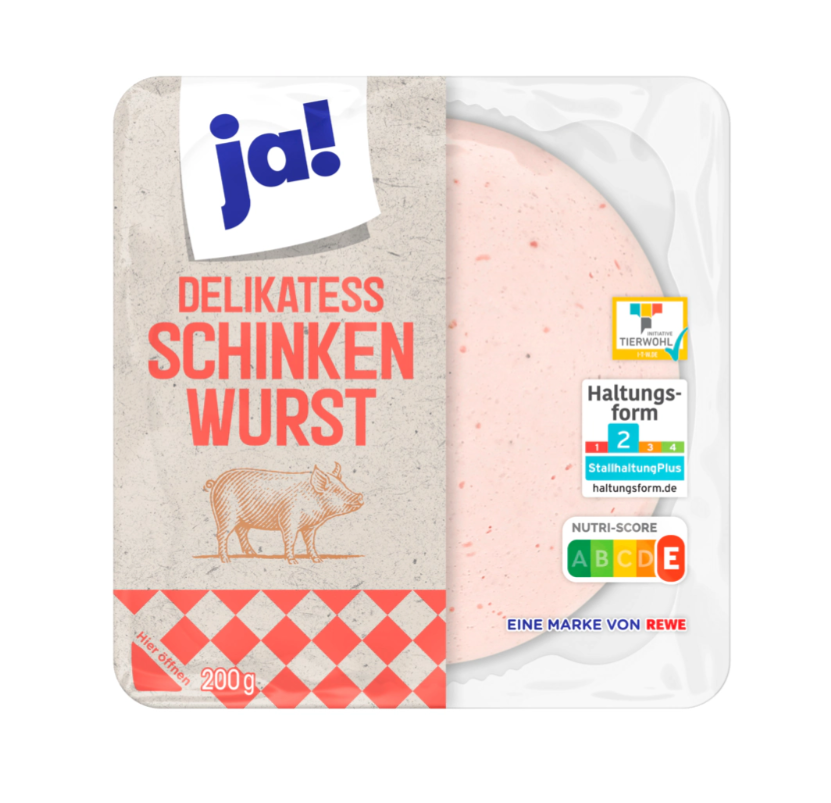 ja!
DELIKATESS
SCHINKEN
WURST
INITIATIVE
TIERWOHL
Haltungs-
form
1 2 3 4
StallhaltungPlus
haltungsform.de
NUTRI-SCORE
A B C D E
EINE MARKE VON REWE
Hier öffnen
200g